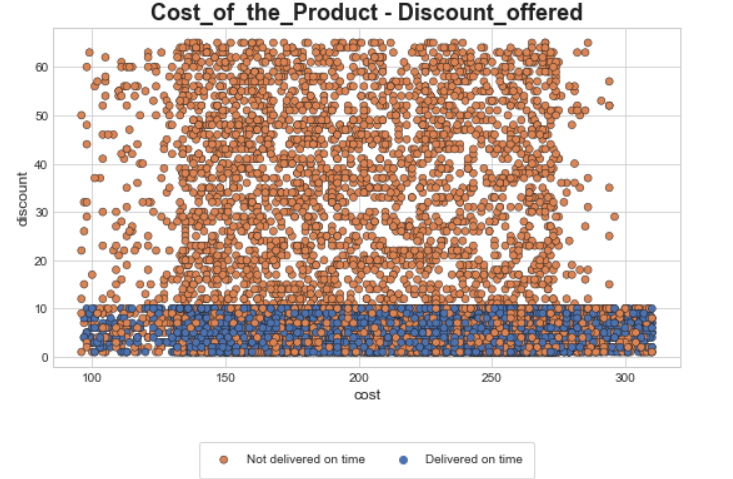 Cost_of_the_Product - Discount_offered
discount
60
50
40
30
20
10
0
100 150 200 250 300
cost
Not delivered on time Delivered on time